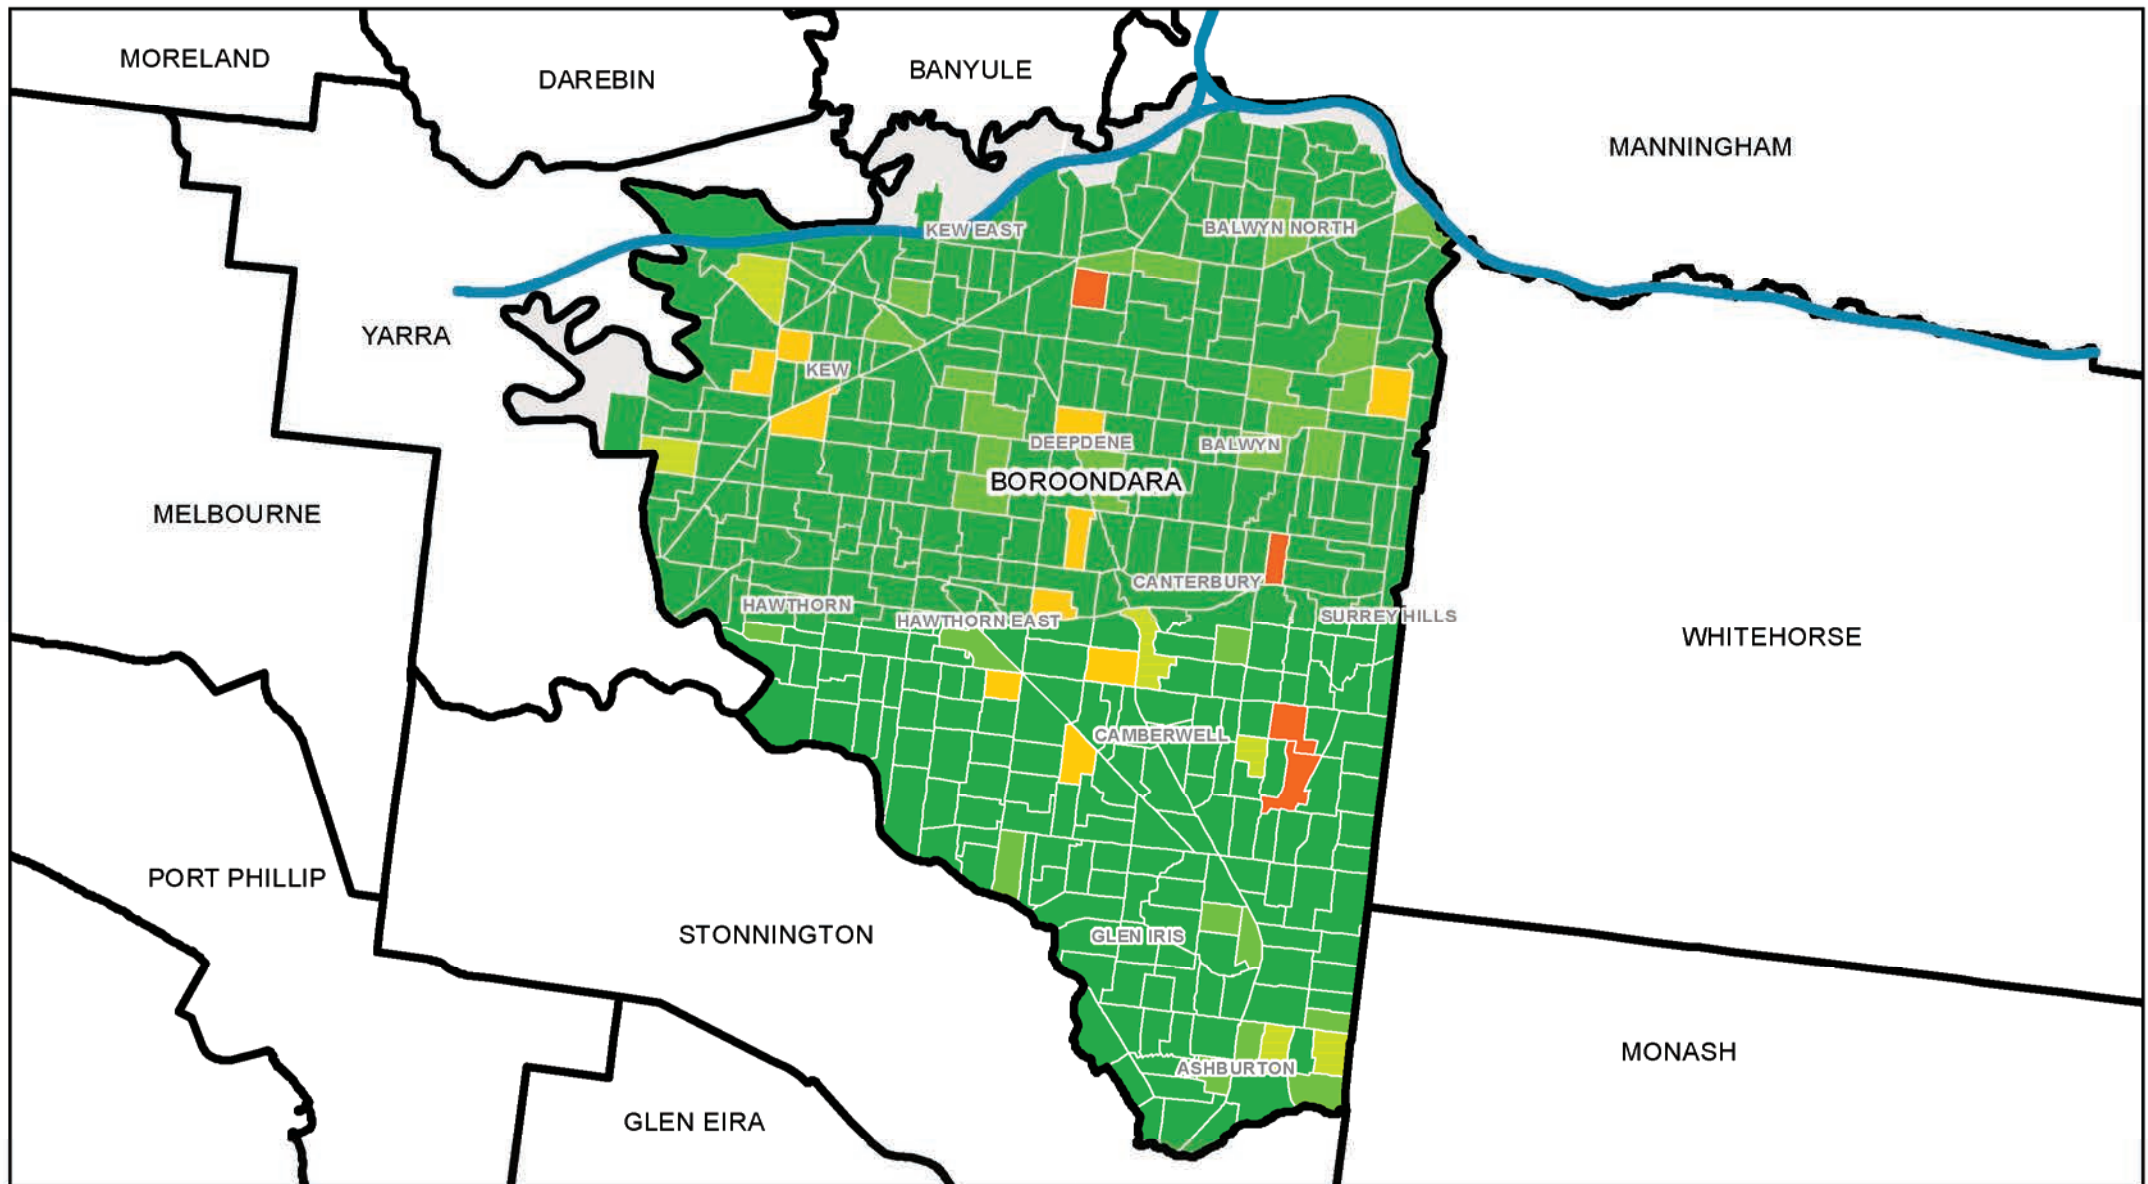 MORELAND
DAREBIN
BANYULE
MANNINGHAM
KEW EAST
BALWYN NORTH
YARRA
KEW
DEEPDENE
BALWYN
BOROONDARA
MELBOURNE
CANTERBURY
HAWTHORN
HAWTHORN EAST
SURREY HILLS
WHITEHORSE
CAMBERWELL
PORT PHILLIP
STONNINGTON
GLEN IRIS
MONASH
ASHBURTON
GLEN EIRA